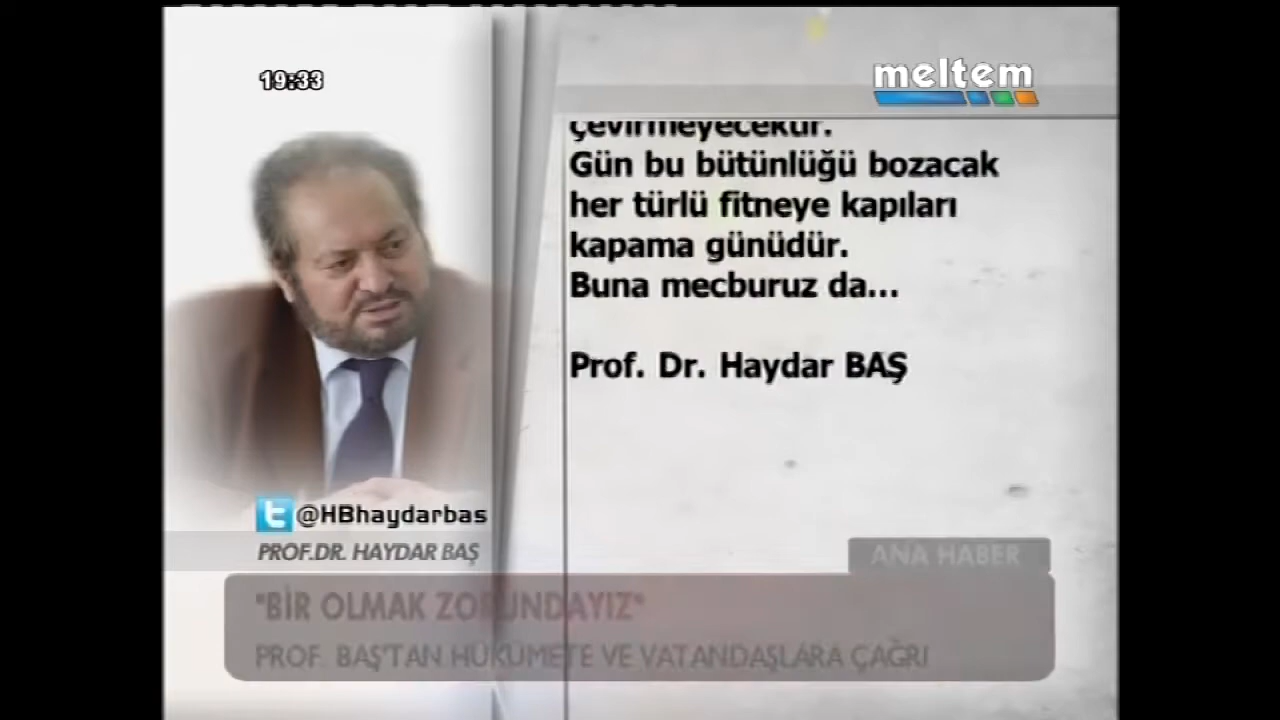 19:33
meltem
çevirmeyecektir.
Gün bu bütünlüğü bozacak
her türlü fitneye kapıları
kapama günüdür.
Buna mecburuz da...
Prof. Dr. Haydar BAŞ
@HBhaydarbas
PROF.DR. HAYDAR BAŞ
ANA HABER
"BİR OLMAK ZORUNDAYIZ"
PROF. BAŞ'TAN HÜKÜMETE VE VATANDAŞLARA ÇAĞRI